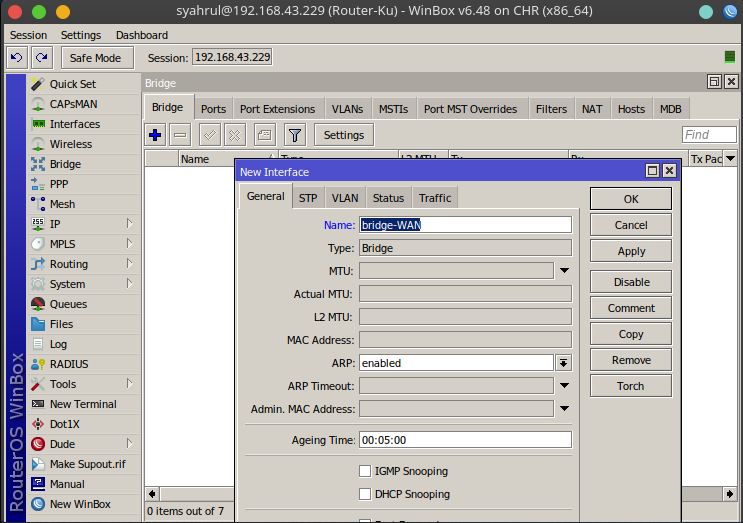 syahrul@192.168.43.229 (Router-Ku) - WinBox v6.48 on CHR (x86_64)
Session Settings Dashboard
Safe Mode Session: 192.168.43.229
RouterOS WinBox
Quick Set
CAPsMAN
Interfaces
Wireless
Bridge
PPP
Mesh
IP
MPLS
Routing
System
Queues
Files
Log
RADIUS
Tools
New Terminal
Dot1X
Dude
Make Supout.rif
Manual
New WinBox
Bridge
Bridge Ports Port Extensions VLANs MSTIs Port MST Overrides Filters NAT Hosts MDB
Settings Find
Name Type L2 MTU Tx Rx Tx Pac
New Interface
General STP VLAN Status Traffic
Name: bridge-WAN
Type: Bridge
MTU:
Actual MTU:
L2 MTU:
MAC Address:
ARP: enabled
ARP Timeout:
Admin. MAC Address:
Ageing Time: 00:05:00
IGMP Snooping
DHCP Snooping
OK
Cancel
Apply
Disable
Comment
Copy
Remove
Torch
0 items out of 7